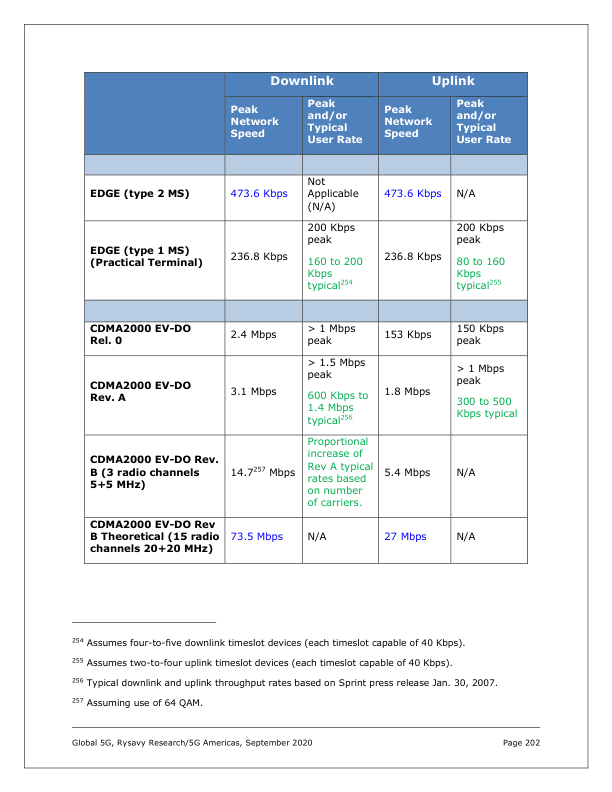 Downlink Uplink
Peak Network Speed
Peak and/or Typical User Rate
Peak Network Speed
Peak and/or Typical User Rate
EDGE (type 2 MS)
473.6 Kbps
Not Applicable (N/A)
473.6 Kbps
N/A
EDGE (type 1 MS) (Practical Terminal)
236.8 Kbps
200 Kbps peak
160 to 200 Kbps typical254
236.8 Kbps
200 Kbps peak
80 to 160 Kbps typical255
CDMA2000 EV-DO Rel. 0
2.4 Mbps
> 1 Mbps peak
153 Kbps
150 Kbps peak
CDMA2000 EV-DO Rev. A
3.1 Mbps
> 1.5 Mbps peak
600 Kbps to 1.4 Mbps typical256
1.8 Mbps
> 1 Mbps peak
300 to 500 Kbps typical
CDMA2000 EV-DO Rev. B (3 radio channels 5+5 MHz)
14.7257 Mbps
Proportional increase of Rev A typical rates based on number of carriers.
5.4 Mbps
N/A
CDMA2000 EV-DO Rev B Theoretical (15 radio channels 20+20 MHz)
73.5 Mbps
N/A
27 Mbps
N/A
254 Assumes four-to-five downlink timeslot devices (each timeslot capable of 40 Kbps).
255 Assumes two-to-four uplink timeslot devices (each timeslot capable of 40 Kbps).
256 Typical downlink and uplink throughput rates based on Sprint press release Jan. 30, 2007.
257 Assuming use of 64 QAM.
Global 5G, Rysavy Research/5G Americas, September 2020 Page 202